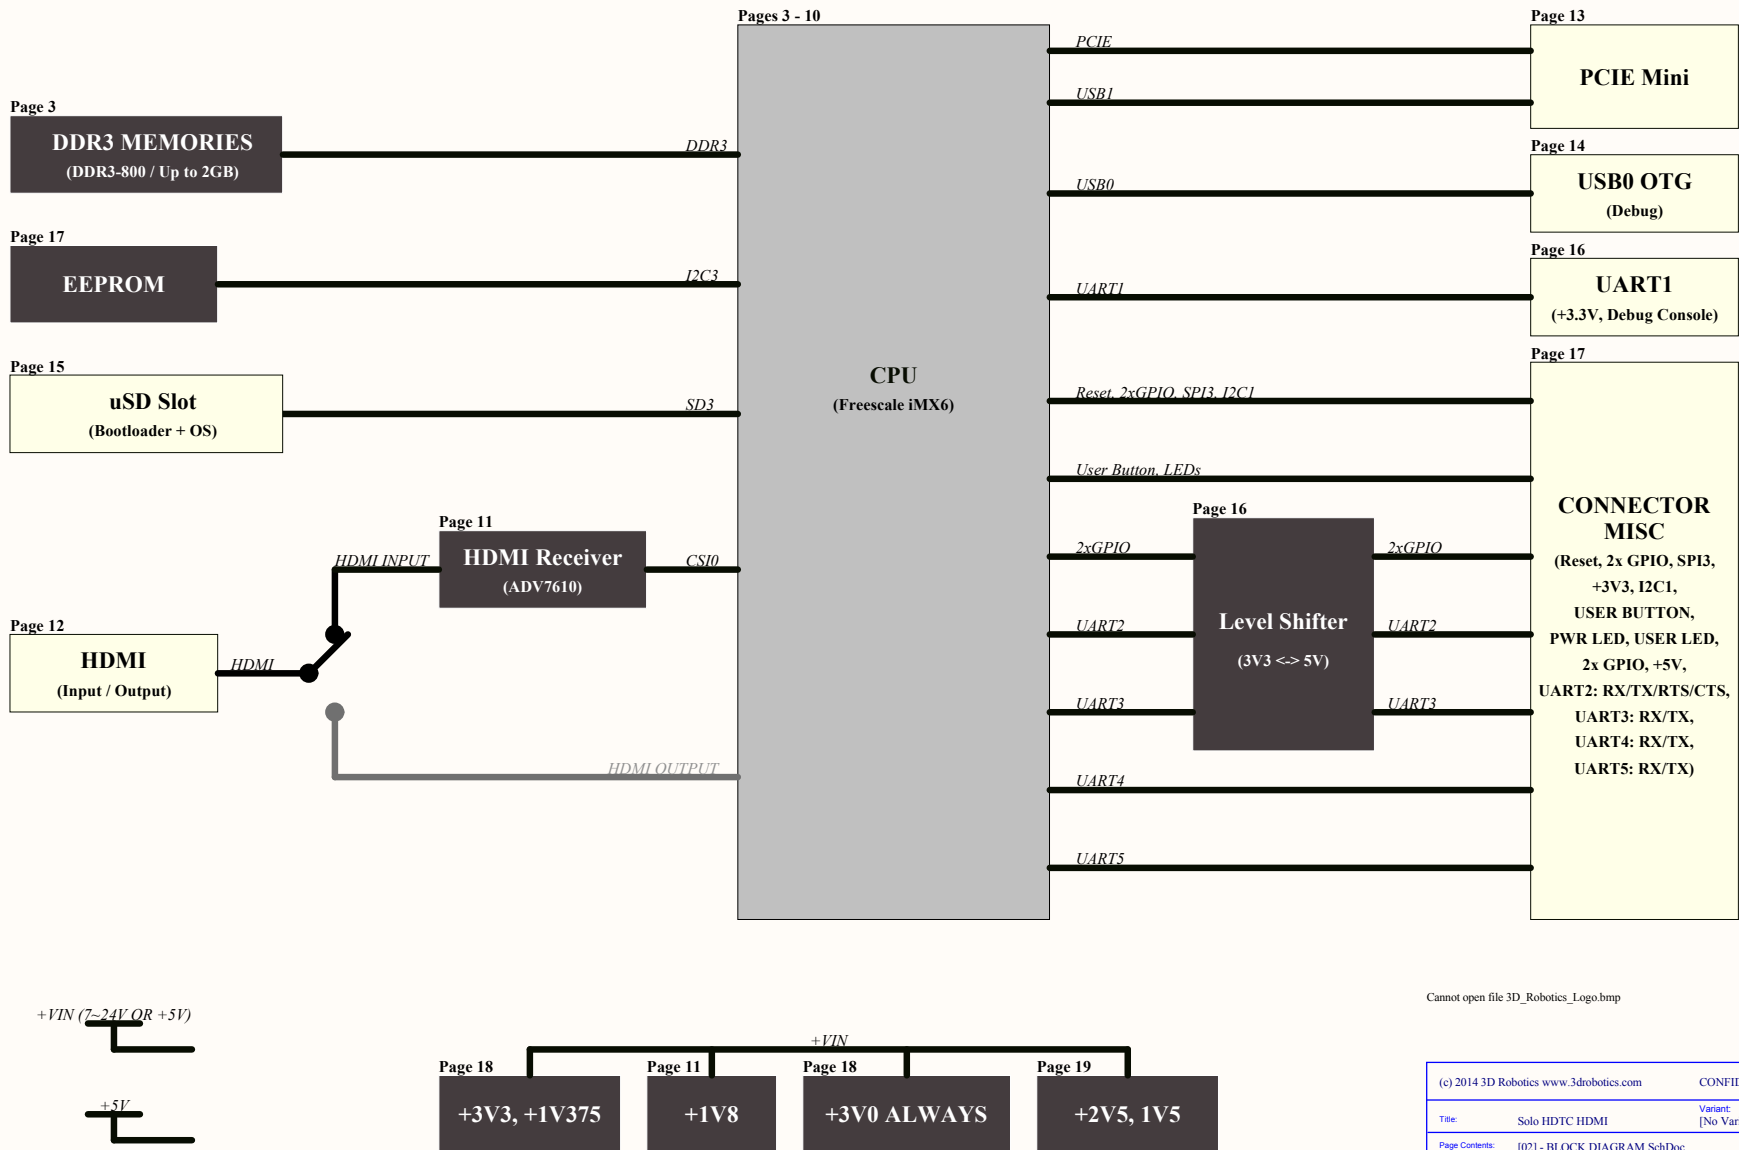 Pages 3 - 10
Page 13
PCIE
PCIE Mini
USB1
Page 3
DDR3 MEMORIES
(DDR3-800 / Up to 2GB)
DDR3
Page 14
USB0
USB0 OTG
(Debug)
Page 17
EEPROM
I2C3
Page 16
UART1
UART1
(+3.3V, Debug Console)
Page 15
uSD Slot
(Bootloader + OS)
SD3
CPU
(Freescale iMX6)
Page 17
Reset, 2xGPIO, SPI3, I2C1
User Button, LEDs
Page 11
HDMI INPUT
HDMI Receiver
(ADV7610)
CSI0
Page 16
2xGPIO
2xGPIO
Level Shifter
(3V3 <-> 5V)
UART2
UART2
UART3
UART3
CONNECTOR
MISC
(Reset, 2x GPIO, SPI3,
+3V3, I2C1,
USER BUTTON,
PWR LED, USER LED,
2x GPIO, +5V,
UART2: RX/TX/RTS/CTS,
UART3: RX/TX,
UART4: RX/TX,
UART5: RX/TX)
Page 12
HDMI
(Input / Output)
HDMI
HDMI OUTPUT
UART4
UART5
Cannot open file 3D_Robotics_Logo.bmp
+VIN (7~24V OR +5V)
+5V
+VIN
Page 18
+3V3, +1V375
Page 11
+1V8
Page 18
+3V0 ALWAYS
Page 19
+2V5, 1V5
(c) 2014 3D Robotics www.3drobotics.com CONFID
Title: Solo HDTC HDMI
Variant:
[No Var
Page Contents: [02] - BLOCK DIAGRAM.SchDoc